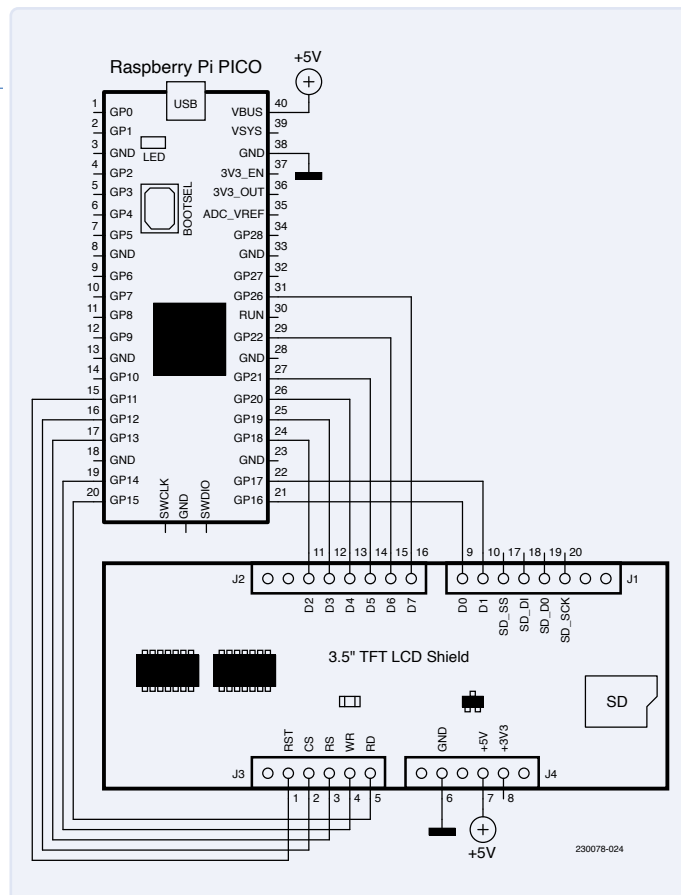 Raspberry Pi PICO
+5V
USB
LED
BOOTSEL
1 GP0
2 GP1
3 GND
4 GP2
5 GP3
6 GP4
7 GP5
8 GND
9 GP6
10 GP7
11 GP8
12 GP9
13 GND
14 GP10
15 GP11
16 GP12
17 GP13
18 GND
19 GP14
20 GP15
VBUS 40
VSYS 39
GND 38
3V3_EN 37
3V3_OUT 36
ADC_VREF 35
GP28 34
GND 33
GP27 32
GP26 31
RUN 30
GP22 29
GND 28
GP21 27
GP20 26
GP19 25
GP18 24
GND 23
GP17 22
GP16 21
SWCLK
GND
SWDIO
11 12 13 14 15 16
J2
D2 D3 D4 D5 D6 D7
9 10 17 18 19 20
J1
D0 D1 SD_SS SD_DI SD_D0 SD_SCK
3.5" TFT LCD Shield
SD
RST CS RS WR RD
J3
1 2 3 4 5
GND +5V +3V3
J4
6 7 8
+5V
230078-024